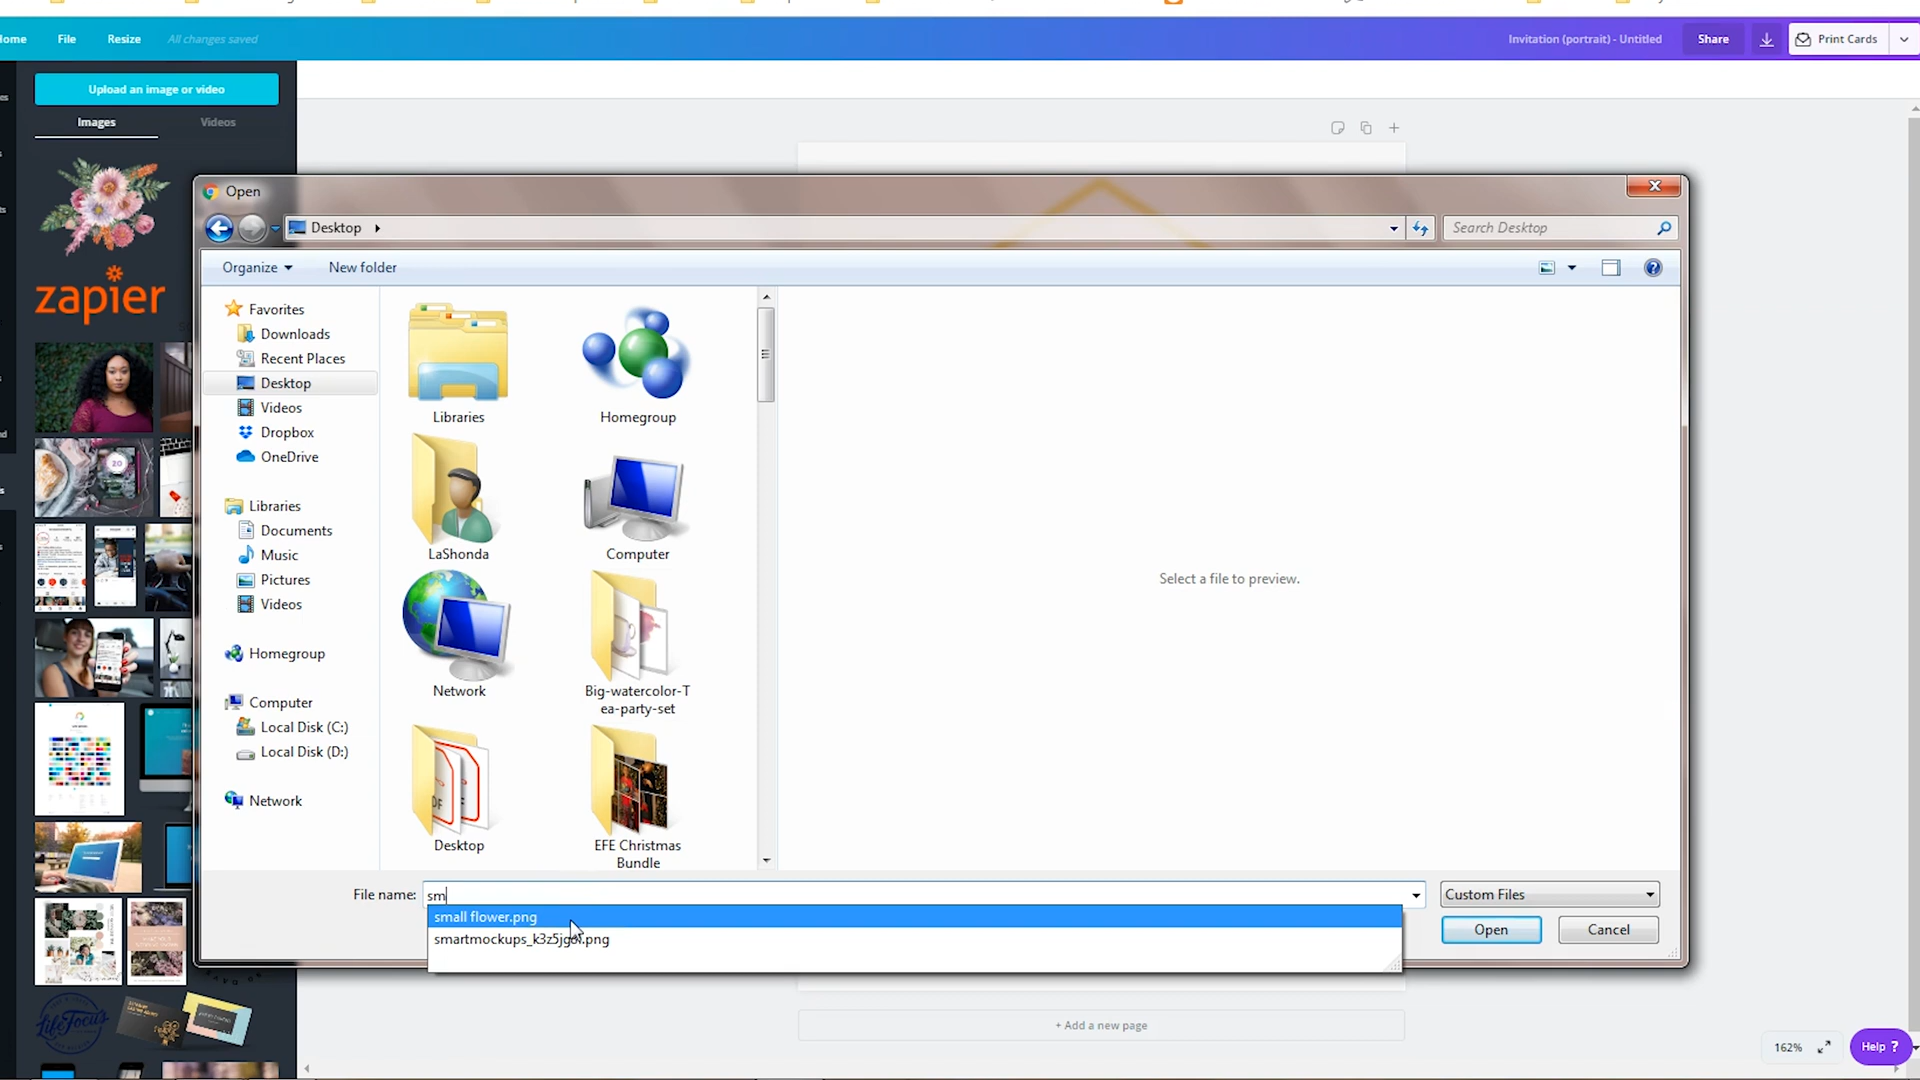 Home File Resize All changes saved Invitation (portrait) - Untitled Share Print Cards
Upload an image or video
Images Videos
zapier
Open
Desktop
Search Desktop
Organize New folder
Favorites
Downloads
Recent Places
Desktop
Videos
Dropbox
OneDrive
Libraries
Documents
Music
Pictures
Videos
Homegroup
Computer
Local Disk (C:)
Local Disk (D:)
Network
Libraries
Homegroup
LaShonda
Computer
Network
Big-watercolor-T
ea-party-set
Desktop
EFE Christmas
Bundle
Select a file to preview.
File name: sm Custom Files
small flower.png
Open Cancel
LifeFocus
+ Add a new page
162% Help ?